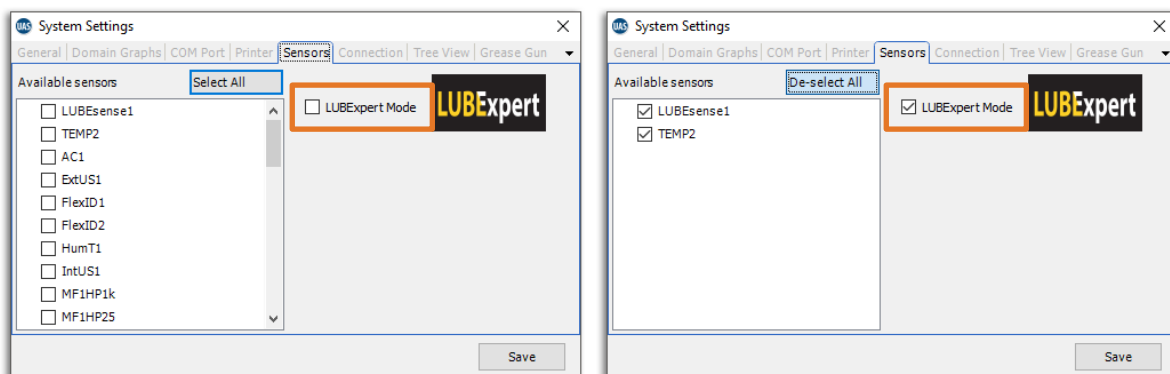 UAS System Settings
General Domain Graphs COM Port Printer Sensors Connection Tree View Grease Gun
Available sensors Select All
LUBExpert Mode LUBExpert
LUBEsense1
TEMP2
AC1
ExtUS1
FlexID1
FlexID2
HumT1
IntUS1
MF1HP1k
MF1HP25
Save
UAS System Settings
General Domain Graphs COM Port Printer Sensors Connection Tree View Grease Gun
Available sensors De-select All
LUBExpert Mode LUBExpert
LUBEsense1
TEMP2
Save